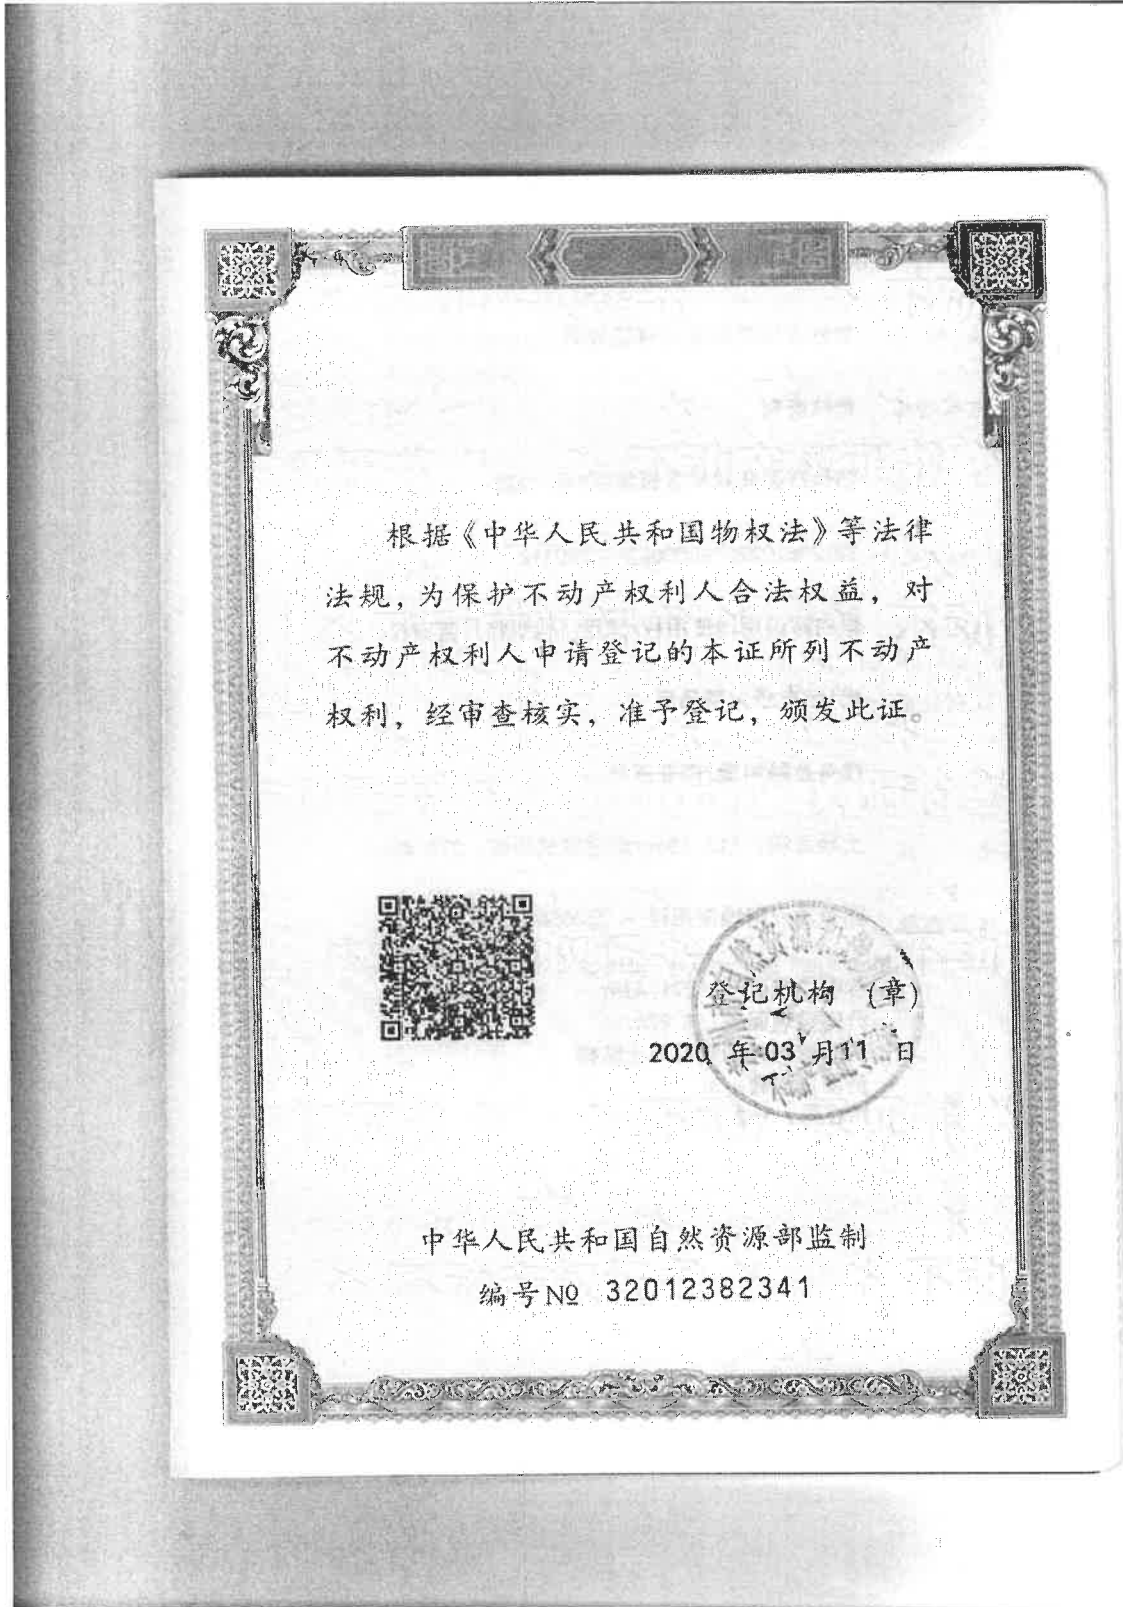 根据《中华人民共和国物权法》等法律
法规，为保护不动产权利人合法权益，对
不动产权利人申请登记的本证所列不动产
权利，经审查核实，准予登记，颁发此证。
登记机构 (章)
2020 年 03 月 11 日
中华人民共和国自然资源部监制
编号№ 32012382341